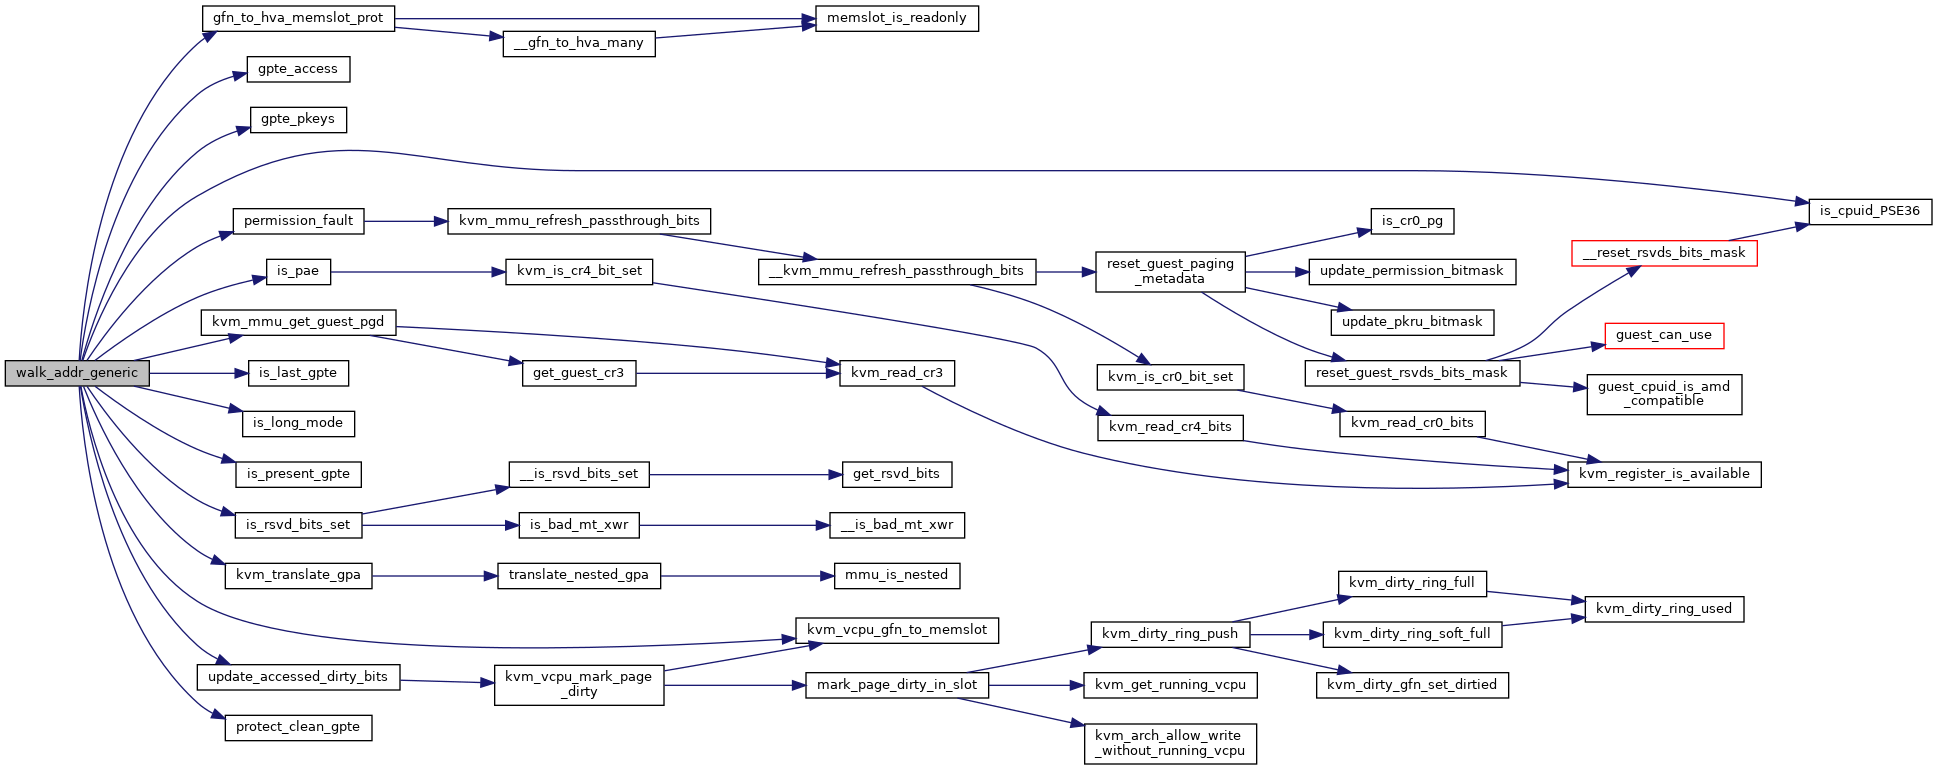 gfn_to_hva_memslot_prot
memslot_is_readonly
__gfn_to_hva_many
gpte_access
gpte_pkeys
is_cpuid_PSE36
permission_fault
kvm_mmu_refresh_passthrough_bits
is_cr0_pg
__reset_rsvds_bits_mask
is_pae
kvm_is_cr4_bit_set
__kvm_mmu_refresh_passthrough_bits
reset_guest_paging
_metadata
update_permission_bitmask
kvm_mmu_get_guest_pgd
update_pkru_bitmask
guest_can_use
walk_addr_generic
is_last_gpte
get_guest_cr3
kvm_read_cr3
kvm_is_cr0_bit_set
reset_guest_rsvds_bits_mask
guest_cpuid_is_amd
_compatible
is_long_mode
kvm_read_cr4_bits
kvm_read_cr0_bits
is_present_gpte
__is_rsvd_bits_set
get_rsvd_bits
kvm_register_is_available
is_rsvd_bits_set
is_bad_mt_xwr
__is_bad_mt_xwr
kvm_translate_gpa
translate_nested_gpa
mmu_is_nested
kvm_dirty_ring_full
kvm_dirty_ring_used
kvm_vcpu_gfn_to_memslot
kvm_dirty_ring_push
kvm_dirty_ring_soft_full
update_accessed_dirty_bits
kvm_vcpu_mark_page
_dirty
mark_page_dirty_in_slot
kvm_get_running_vcpu
kvm_dirty_gfn_set_dirtied
protect_clean_gpte
kvm_arch_allow_write
_without_running_vcpu